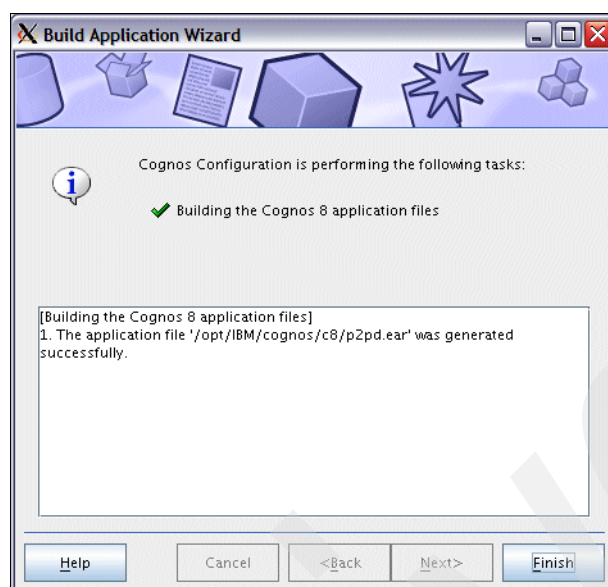 Build Application Wizard
Cognos Configuration is performing the following tasks:
Building the Cognos 8 application files
[Building the Cognos 8 application files]
1. The application file '/opt/IBM/cognos/c8/p2pd.ear' was generated
successfully.
Help
Cancel
<Back
Next>
Finish